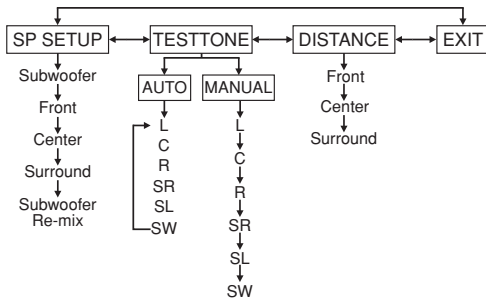 SP SETUP
TESTTONE
DISTANCE
EXIT
Subwoofer
Front
Center
Surround
Subwoofer
Re-mix
AUTO
L
C
R
SR
SL
SW
MANUAL
L
C
R
SR
SL
SW
Front
Center
Surround